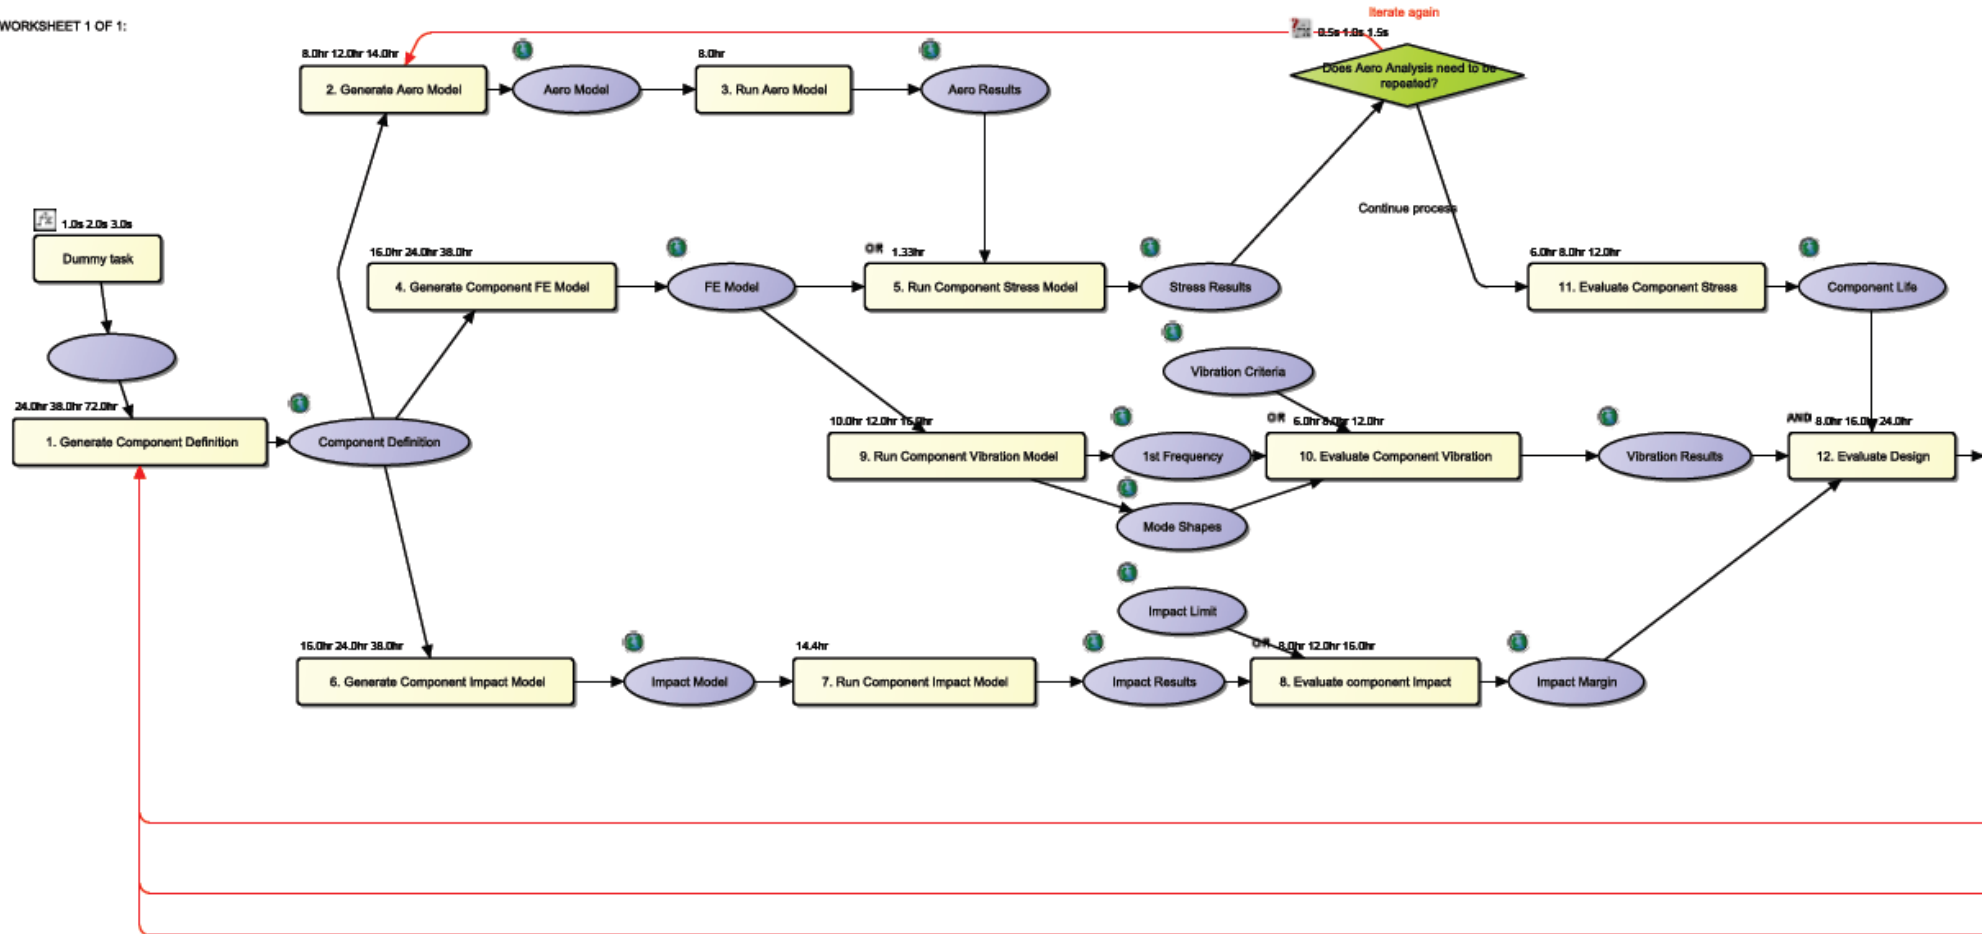 WORKSHEET 1 OF 1:
Iterate again
0.5s 1.0s 1.5s
Does Aero Analysis need to be
repeated?
8.0hr 12.0hr 14.0hr
2. Generate Aero Model
Aero Model
8.0hr
3. Run Aero Model
Aero Results
Continue process
1.0s 2.0s 3.0s
Dummy task
16.0hr 24.0hr 38.0hr
4. Generate Component FE Model
FE Model
OR 1.33hr
5. Run Component Stress Model
Stress Results
6.0hr 8.0hr 12.0hr
11. Evaluate Component Stress
Component Life
Vibration Criteria
24.0hr 38.0hr 72.0hr
1. Generate Component Definition
Component Definition
10.0hr 12.0hr 16.0hr
9. Run Component Vibration Model
1st Frequency
OR 6.0hr 8.0hr 12.0hr
10. Evaluate Component Vibration
Vibration Results
AND 8.0hr 16.0hr 24.0hr
12. Evaluate Design
Mode Shapes
Impact Limit
16.0hr 24.0hr 38.0hr
6. Generate Component Impact Model
Impact Model
14.4hr
7. Run Component Impact Model
Impact Results
OR 8.0hr 12.0hr 16.0hr
8. Evaluate component Impact
Impact Margin